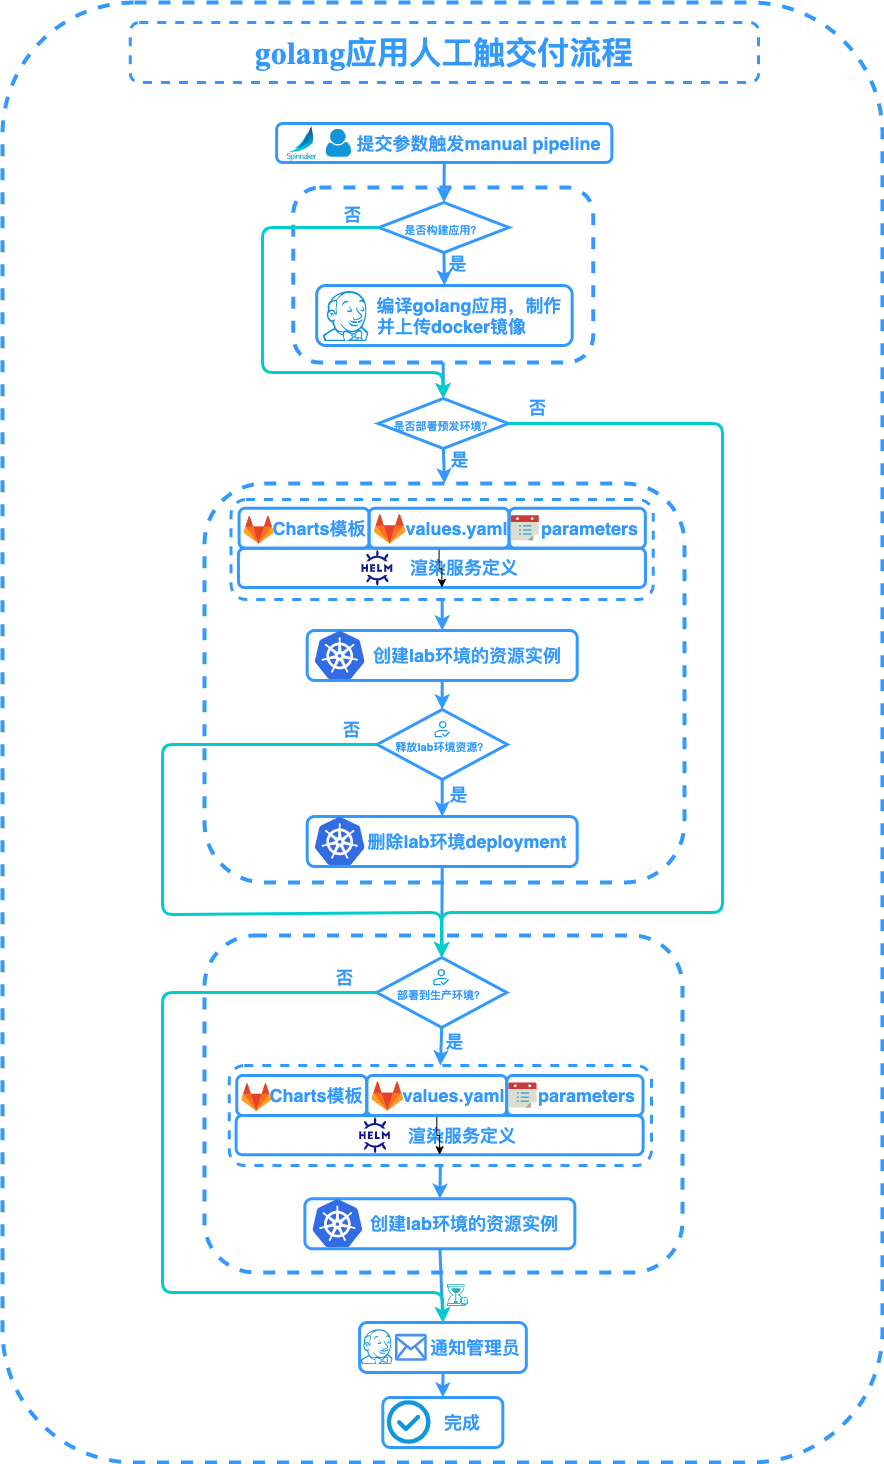 golang应用人工触交付流程
Spinnaker
提交参数触发manual pipeline
否
是否构建应用?
是
编译golang应用，制作
并上传docker镜像
否
是否部署预发环境?
是
Charts模板
values.yaml
parameters
HELM
渲染服务定义
创建lab环境的资源实例
否
释放lab环境资源?
是
删除lab环境deployment
否
部署到生产环境?
是
Charts模板
values.yaml
parameters
HELM
渲染服务定义
创建lab环境的资源实例
通知管理员
完成